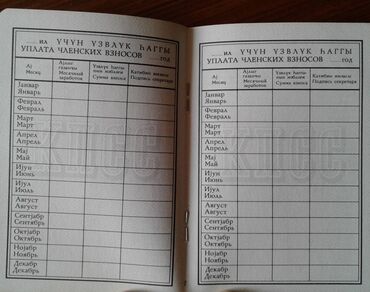 ИЛ ҮЧҮН ҮЗВЛҮК ҺАГГЫ
УПЛАТА ЧЛЕНСКИХ ВЗНОСОВ ГОД
Ај
Месяц
Ајлыг
газанҹы
Месячный
заработок
Үзвлүк һаггы-
нын мәбләғи
Сумма взноса
Катибин имзасы
Подпись секретаря
Јанвар
Январь
Феврал
Февраль
Март
Март
Апрел
Апрель
Мај
Май
Ијун
Июнь
Ијул
Июль
Август
Август
Сентјабр
Сентябрь
Октјабр
Октябрь
Нојабр
Ноябрь
Декабр
Декабрь
ИЛ ҮЧҮН ҮЗВЛҮК ҺАГГЫ
УПЛАТА ЧЛЕНСКИХ ВЗНОСОВ ГОД
Ај
Месяц
Ајлыг
газанҹы
Месячный
заработок
Үзвлүк һаггы-
нын мәбләғи
Сумма взноса
Катибин имзасы
Подпись секретаря
Јанвар
Январь
Феврал
Февраль
Март
Март
Апрел
Апрель
Мај
Май
Ијун
Июнь
Ијул
Июль
Август
Август
Сентјабр
Сентябрь
Октјабр
Октябрь
Нојабр
Ноябрь
Декабр
Декабрь